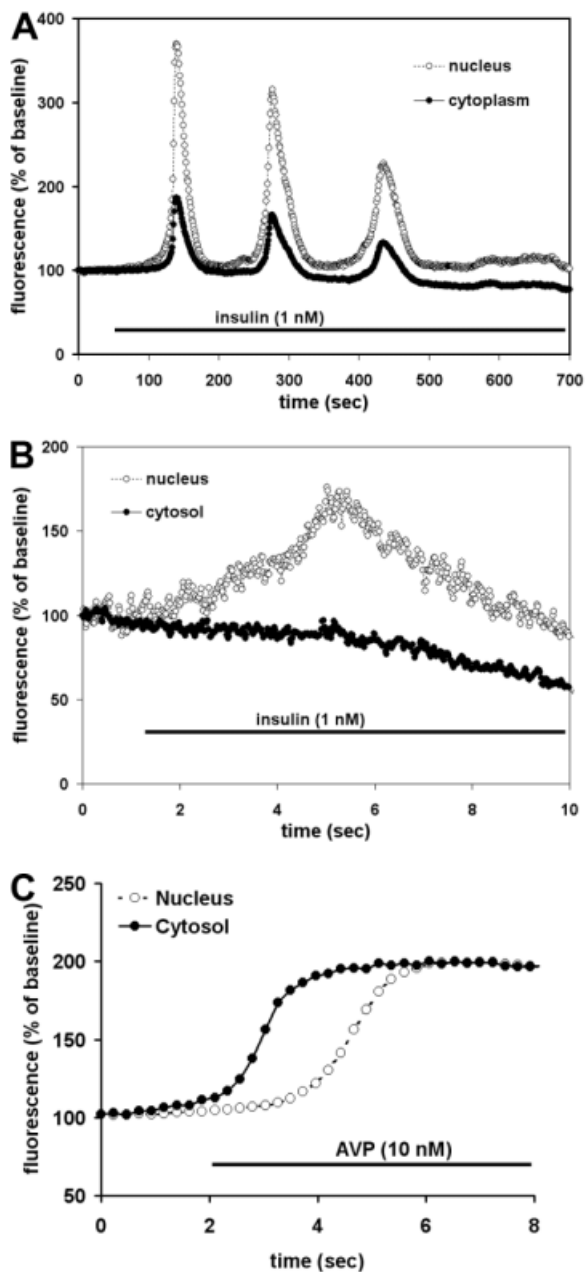 A
400
300
200
100
0
fluorescence (% of baseline)
nucleus
cytoplasm
insulin (1 nM)
0 100 200 300 400 500 600 700
time (sec)
B
200
150
100
50
0
fluorescence (% of baseline)
nucleus
cytosol
insulin (1 nM)
0 2 4 6 8 10
time (sec)
C
250
200
150
100
50
fluorescence (% of baseline)
Nucleus
Cytosol
AVP (10 nM)
0 2 4 6 8
time (sec)